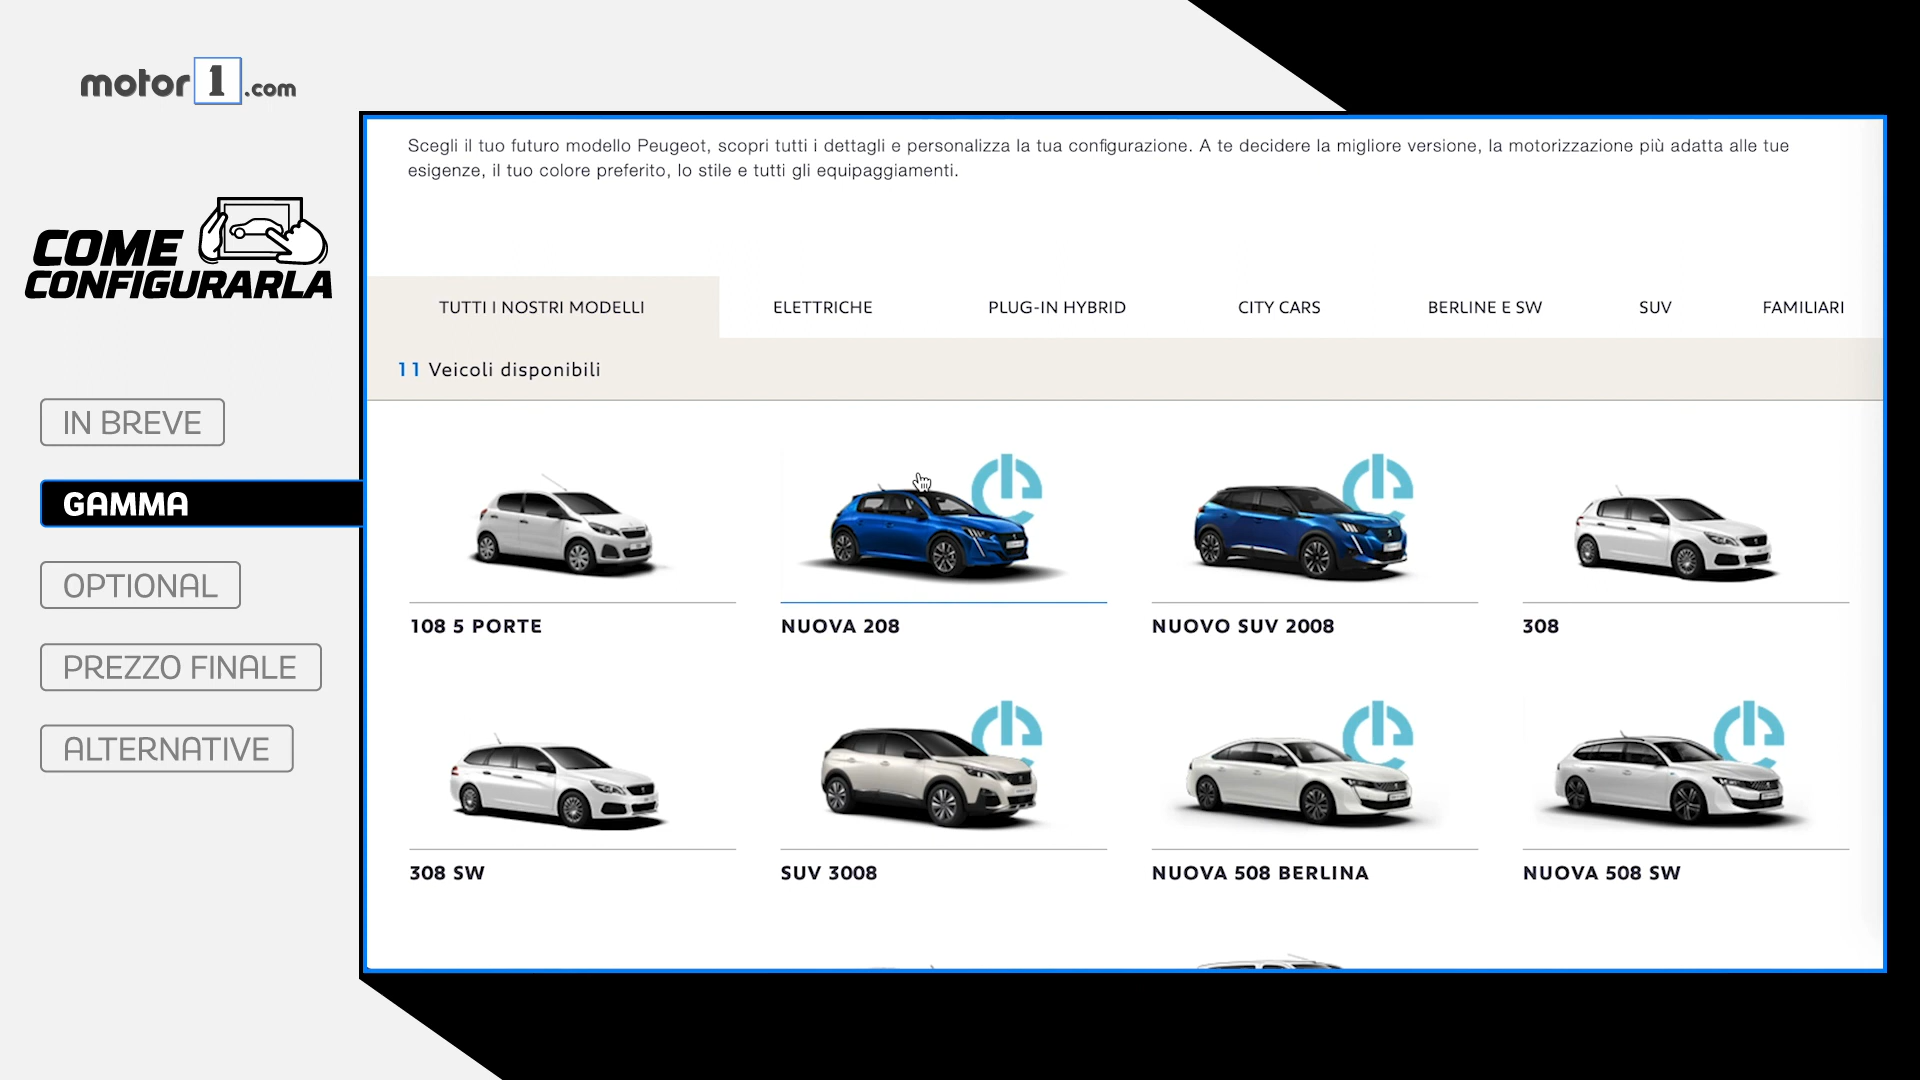 motor1.com
COME
CONFIGURARLA
IN BREVE
GAMMA
OPTIONAL
PREZZO FINALE
ALTERNATIVE
Scegli il tuo futuro modello Peugeot, scopri tutti i dettagli e personalizza la tua configurazione. A te decidere la migliore versione, la motorizzazione più adatta alle tue
esigenze, il tuo colore preferito, lo stile e tutti gli equipaggiamenti.
TUTTI I NOSTRI MODELLI ELETTRICHE PLUG-IN HYBRID CITY CARS BERLINE E SW SUV FAMILIARI
11 Veicoli disponibili
108 5 PORTE NUOVA 208 NUOVO SUV 2008 308
308 SW SUV 3008 NUOVA 508 BERLINA NUOVA 508 SW